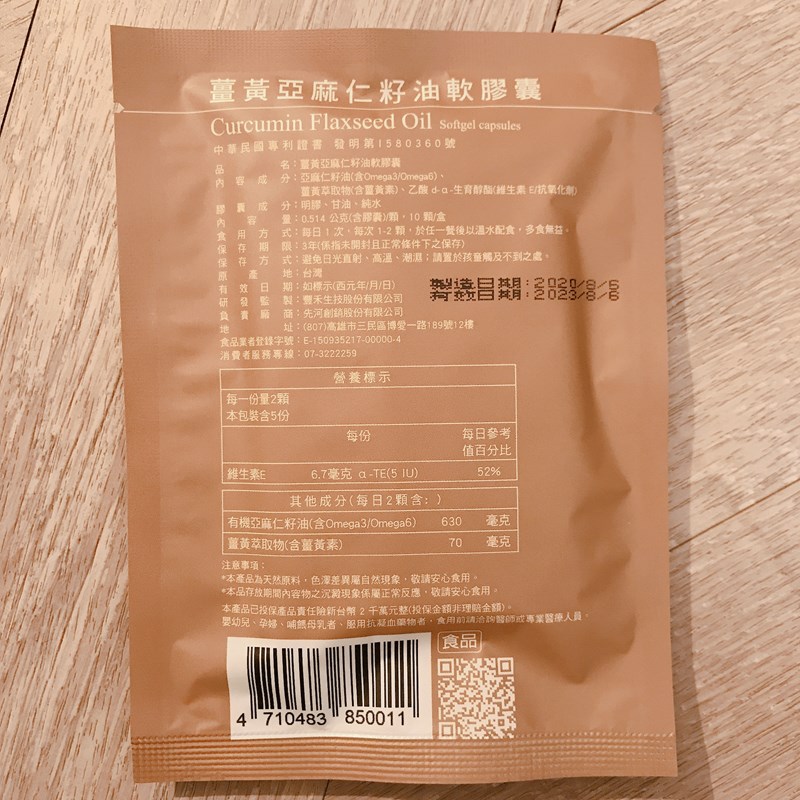 薑黃亞麻仁籽油軟膠囊
Curcumin Flaxseed Oil Softgel capsules
中華民國專利證書 發明第I580360號
品名：薑黃亞麻仁籽油軟膠囊
內容成分：亞麻仁籽油(含Omega3/Omega6)、
薑黃萃取物(含薑黃素)、乙酸 d-α-生育醇酯(維生素 E/抗氧化劑)
膠囊成分：明膠、甘油、純水
內容量：0.514 公克(含膠囊)/顆，10 顆/盒
食用方式：每日1次，每次1-2顆，於任一餐後以溫水配食，多食無益。
保存期限：3年(係指未開封且正常條件下之保存)
保存方式：避免日光直射、高溫、潮濕；請置於孩童觸及不到之處。
原產地：台灣
有效日期：如標示(西元年/月/日)
製造日期：2020/8/6
有效日期：2023/8/6
研發監製：豐禾生技股份有限公司
負責廠商：先河創銷股份有限公司
地址：(807)高雄市三民區博愛一路189號12樓
食品業者登錄字號：E-150935217-00000-4
消費者服務專線：07-3222259
營養標示
每一份量2顆
本包裝含5份
每份 每日參考值百分比
維生素E 6.7毫克 α-TE(5 IU) 52%
其他成分(每日2顆含：)
有機亞麻仁籽油(含Omega3/Omega6) 630 毫克
薑黃萃取物(含薑黃素) 70 毫克
注意事項：
*本產品為天然原料，色澤差異屬自然現象，敬請安心食用。
*本品存放期間內容物之沉澱現象係屬正常反應，敬請安心食用。
本產品已投保產品責任險新台幣 2 千萬元整(投保金額非理賠金額)。
嬰幼兒、孕婦、哺餵母乳者、服用抗凝血藥物者，食用前請洽詢醫師或專業醫療人員。
食品
4 710483 850011